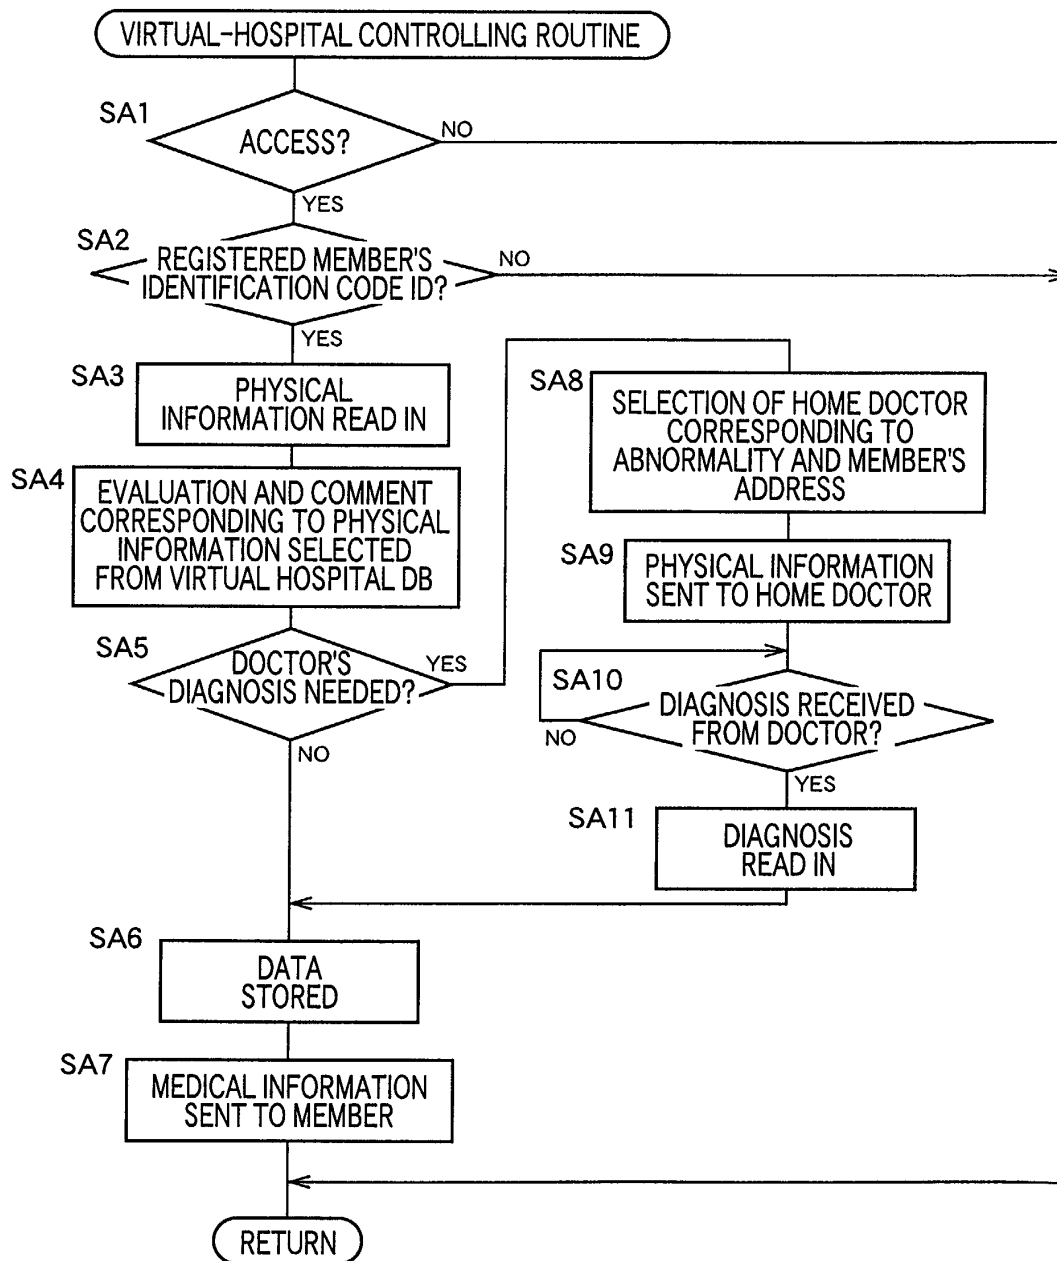 VIRTUAL-HOSPITAL CONTROLLING ROUTINE
SA1
ACCESS?
NO
YES
SA2
REGISTERED MEMBER'S
IDENTIFICATION CODE ID?
NO
YES
SA3
PHYSICAL
INFORMATION READ IN
SA4
EVALUATION AND COMMENT
CORRESPONDING TO PHYSICAL
INFORMATION SELECTED
FROM VIRTUAL HOSPITAL DB
SA5
DOCTOR'S
DIAGNOSIS NEEDED?
YES
NO
SA8
SELECTION OF HOME DOCTOR
CORRESPONDING TO
ABNORMALITY AND MEMBER'S
ADDRESS
SA9
PHYSICAL INFORMATION
SENT TO HOME DOCTOR
SA10
DIAGNOSIS RECEIVED
FROM DOCTOR?
NO
YES
SA11
DIAGNOSIS
READ IN
SA6
DATA
STORED
SA7
MEDICAL INFORMATION
SENT TO MEMBER
RETURN